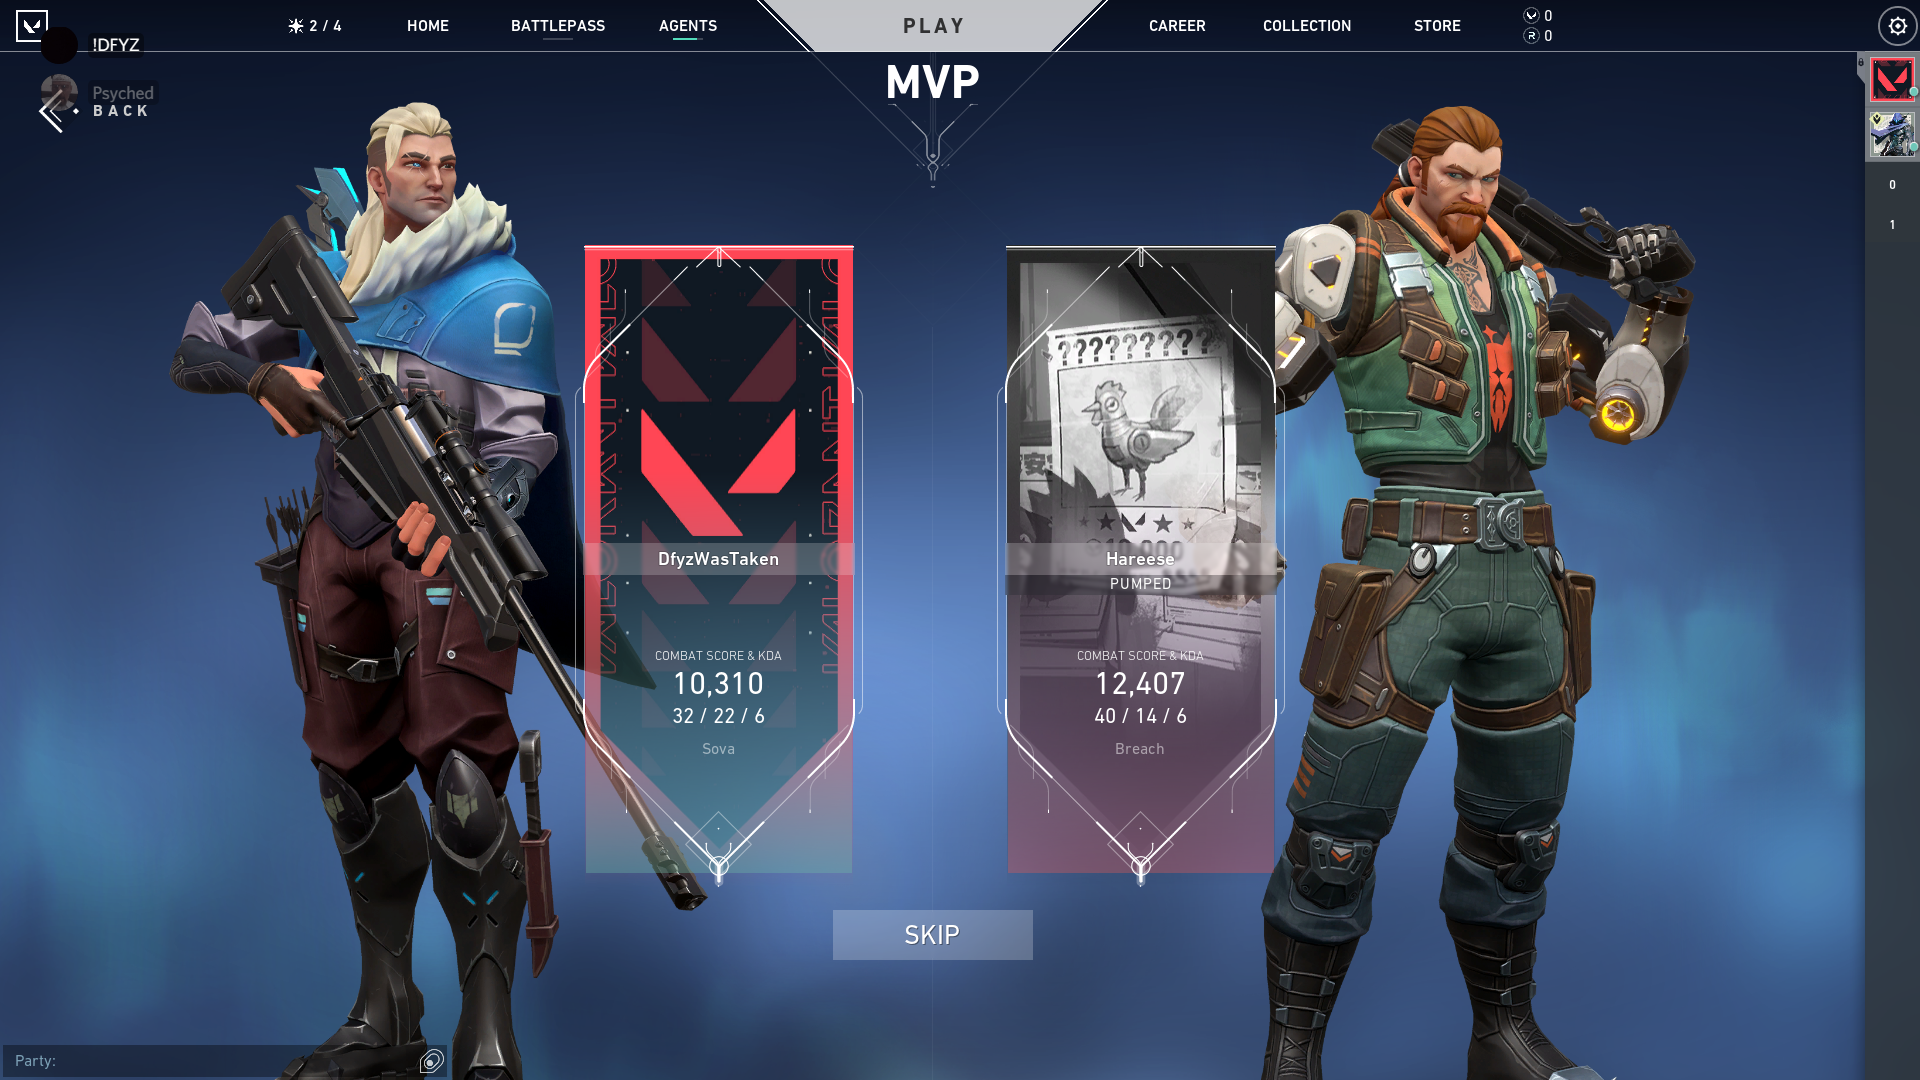 2 / 4
HOME
BATTLEPASS
AGENTS
PLAY
CAREER
COLLECTION
STORE
0
0
!DFYZ
Psyched
BACK
MVP
????????
DfyzWasTaken
COMBAT SCORE & KDA
10,310
32 / 22 / 6
Sova
Hareese
PUMPED
COMBAT SCORE & KDA
12,407
40 / 14 / 6
Breach
SKIP
0
1
Party: